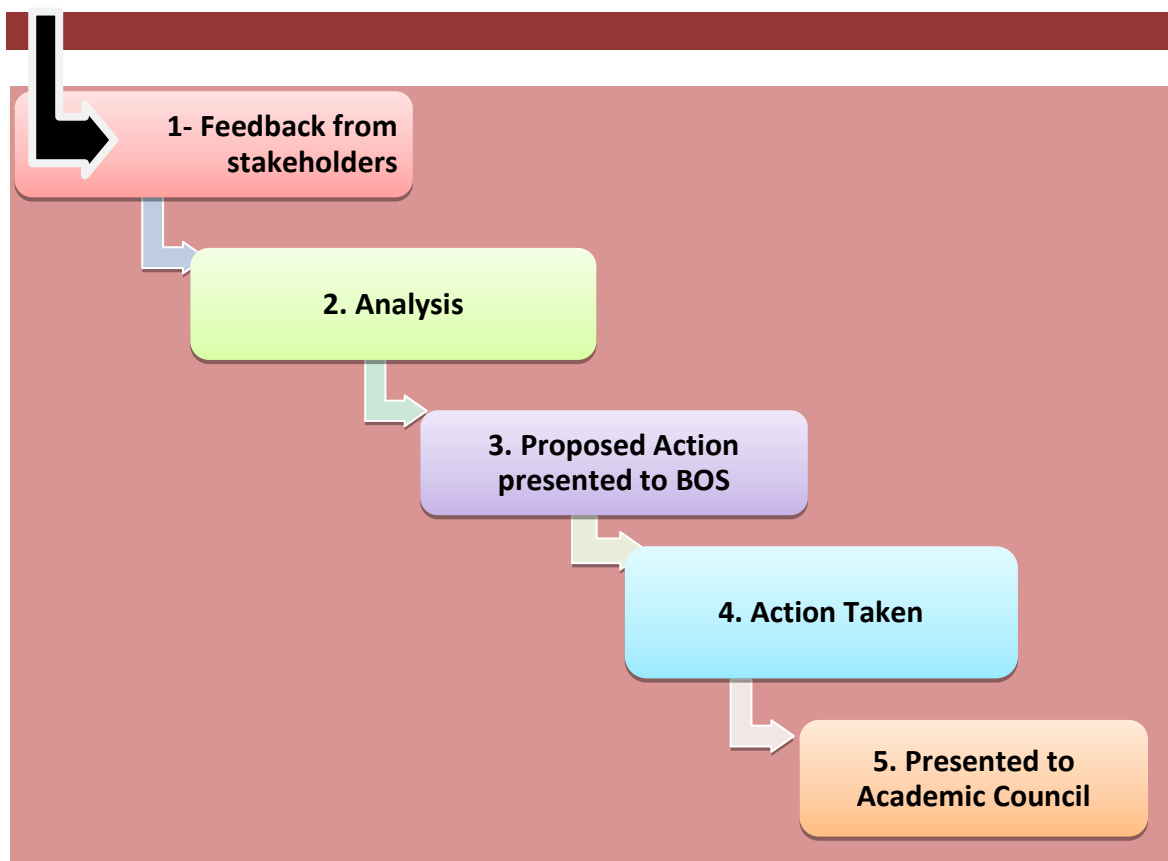 1- Feedback from
stakeholders
2. Analysis
3. Proposed Action
presented to BOS
4. Action Taken
5. Presented to
Academic Council